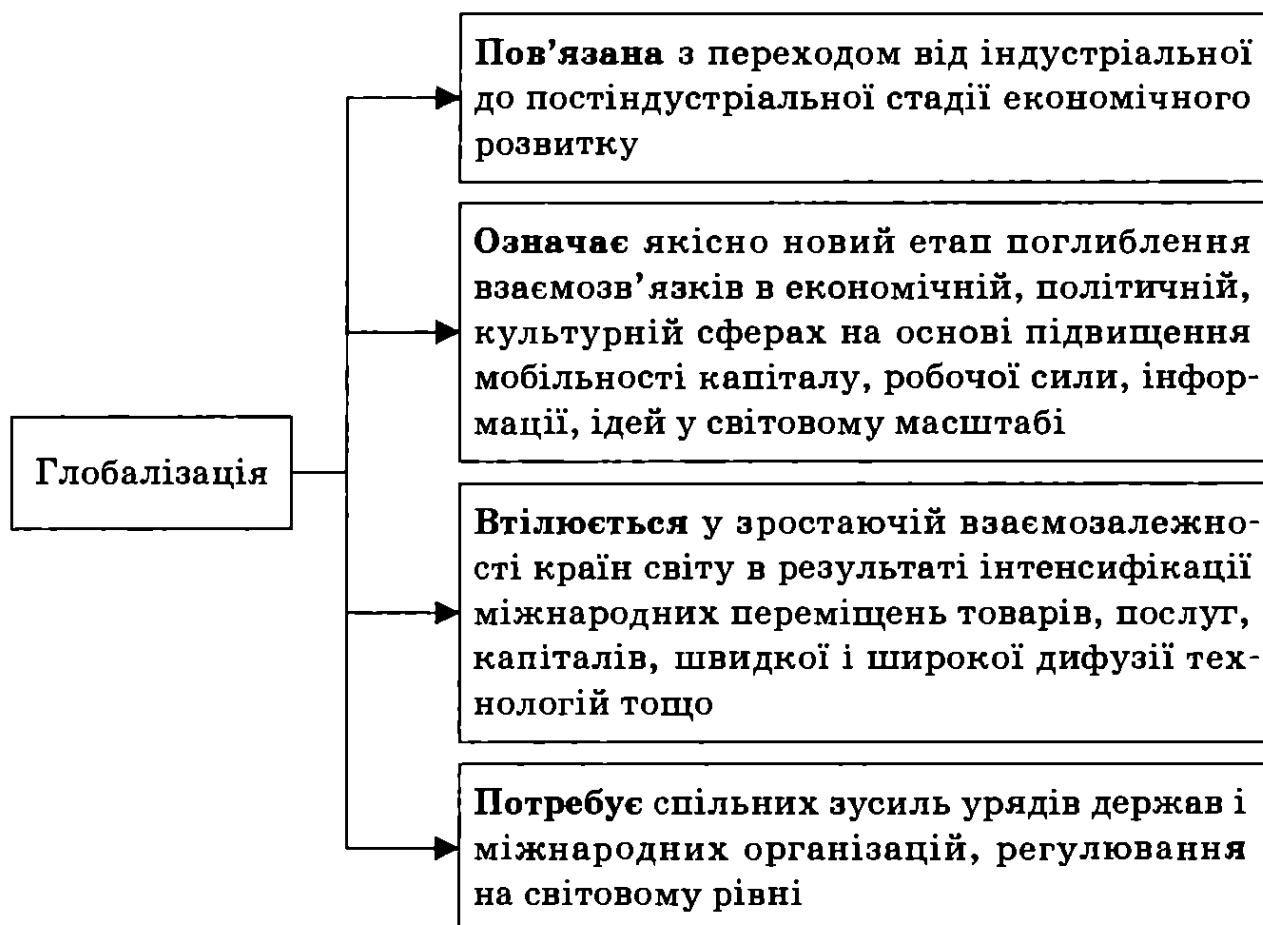 Пов’язана з переходом від індустріальної
до постіндустріальної стадії економічного
розвитку
Означає якісно новий етап поглиблення
взаємозв’язків в економічній, політичній,
культурній сферах на основі підвищення
мобільності капіталу, робочої сили, інфор-
мації, ідей у світовому масштабі
Глобалізація
Втілюється у зростаючій взаємозалежно-
сті країн світу в результаті інтенсифікації
міжнародних переміщень товарів, послуг,
капіталів, швидкої і широкої дифузії тех-
нологій тощо
Потребує спільних зусиль урядів держав і
міжнародних організацій, регулювання
на світовому рівні